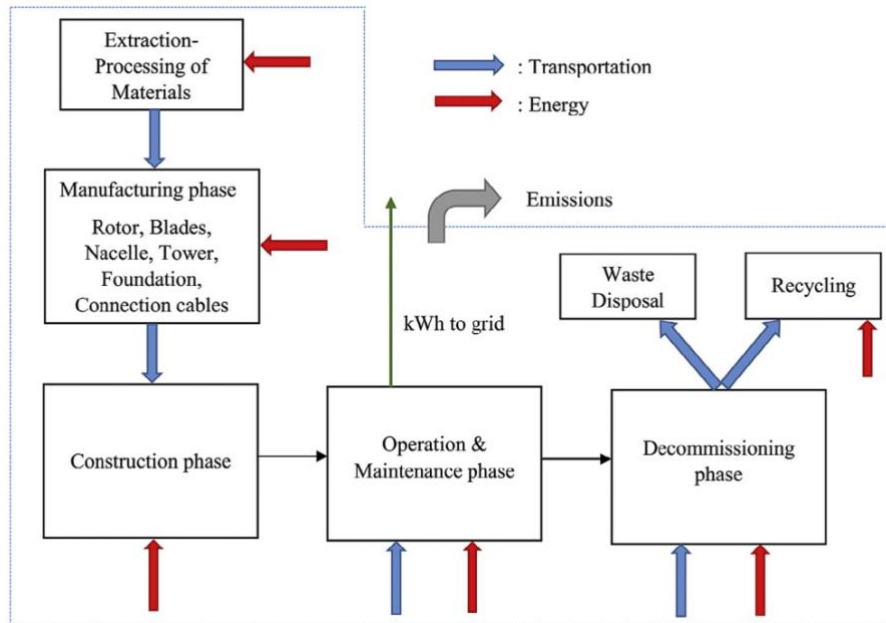 Extraction-
Processing of
Materials
: Transportation
: Energy
Manufacturing phase
Rotor, Blades,
Nacelle, Tower,
Foundation,
Connection cables
Emissions
Waste
Disposal
Recycling
kWh to grid
Construction phase
Operation &
Maintenance phase
Decommissioning
phase